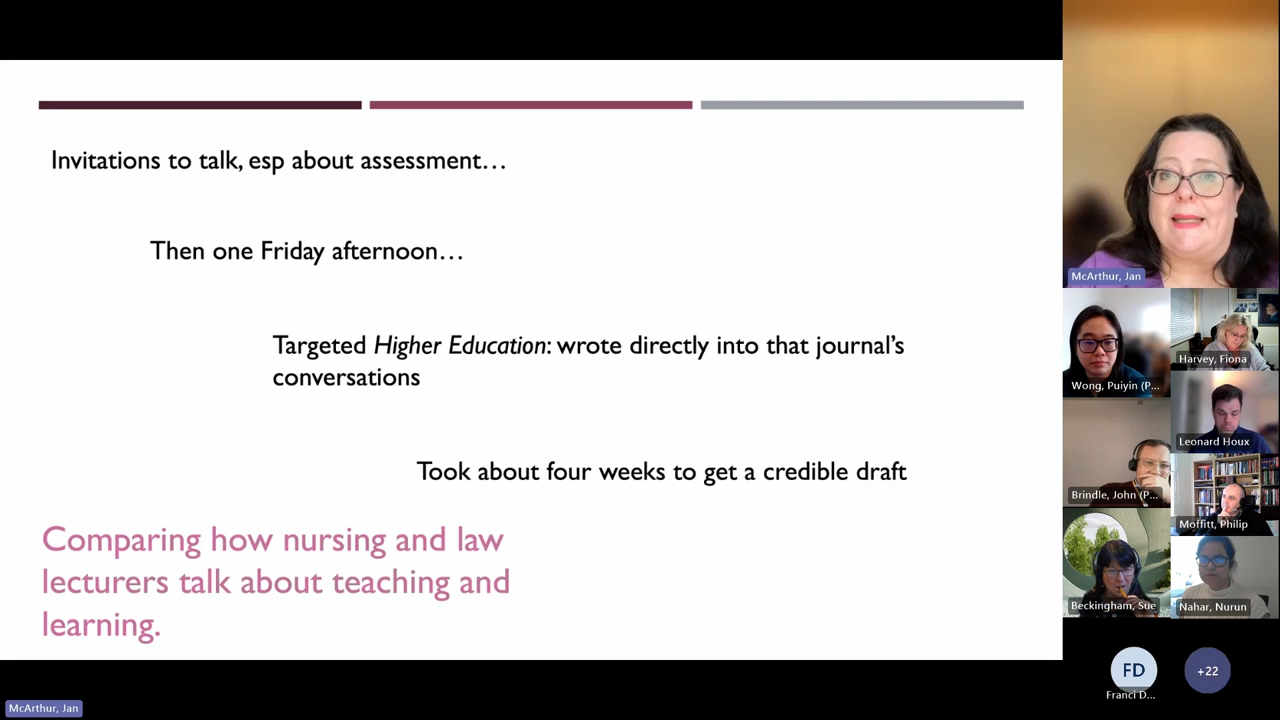 Invitations to talk, esp about assessment…
Then one Friday afternoon…
Targeted Higher Education: wrote directly into that journal’s
conversations
Took about four weeks to get a credible draft
Comparing how nursing and law
lecturers talk about teaching and
learning.
McArthur, Jan
McArthur, Jan
Wong, Puiyin (P...
Harvey, Fiona
Leonard Houx
Brindle, John (P...
Moffitt, Philip
Beckingham, Sue
Nahar, Nurun
FD
Franci D...
+22